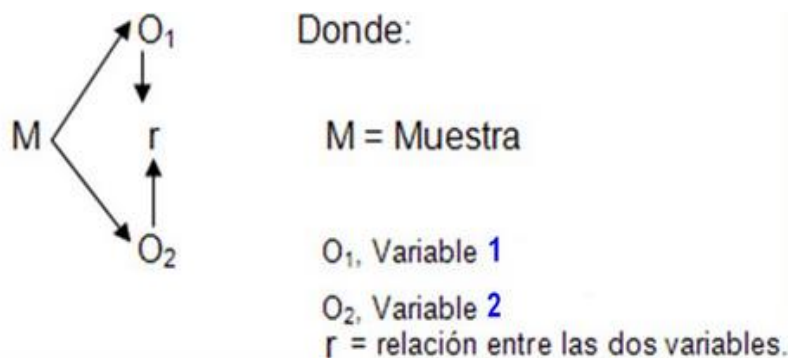 O₁ Donde:
M r M = Muestra
O₂ O₁, Variable 1
O₂, Variable 2
r = relación entre las dos variables.